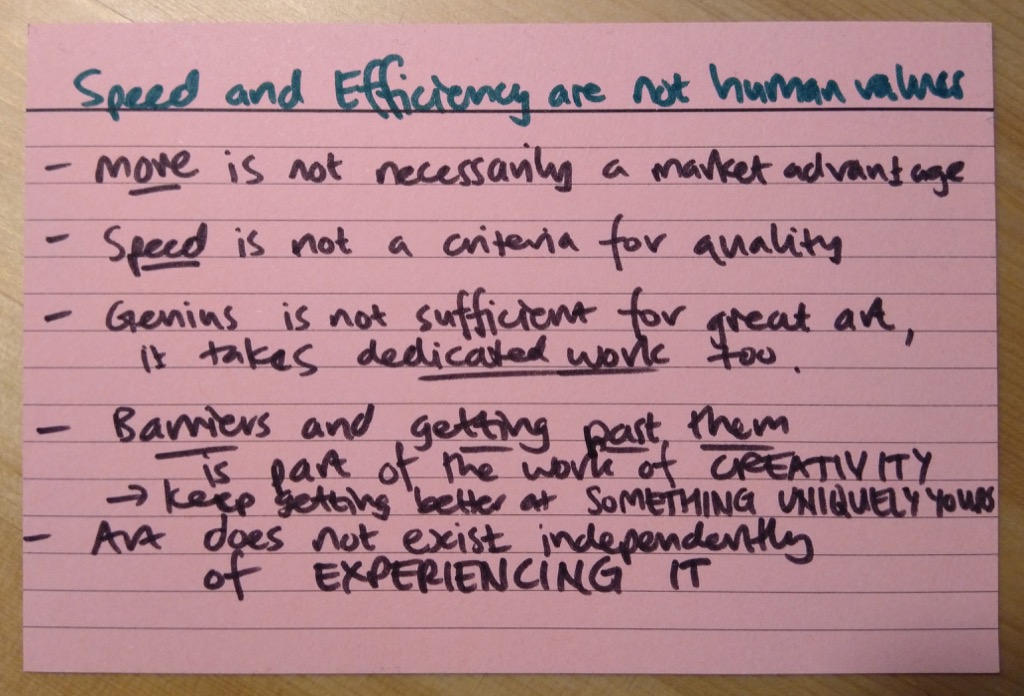 Speed and Efficiency are not human values
- more is not necessarily a market advantage
- Speed is not a criteria for quality
- Genius is not sufficient for great art,
it takes dedicated work too.
- Barriers and getting past them
is part of the work of CREATIVITY
→ keep getting better at SOMETHING UNIQUELY YOURS
- Art does not exist independently
of EXPERIENCING IT